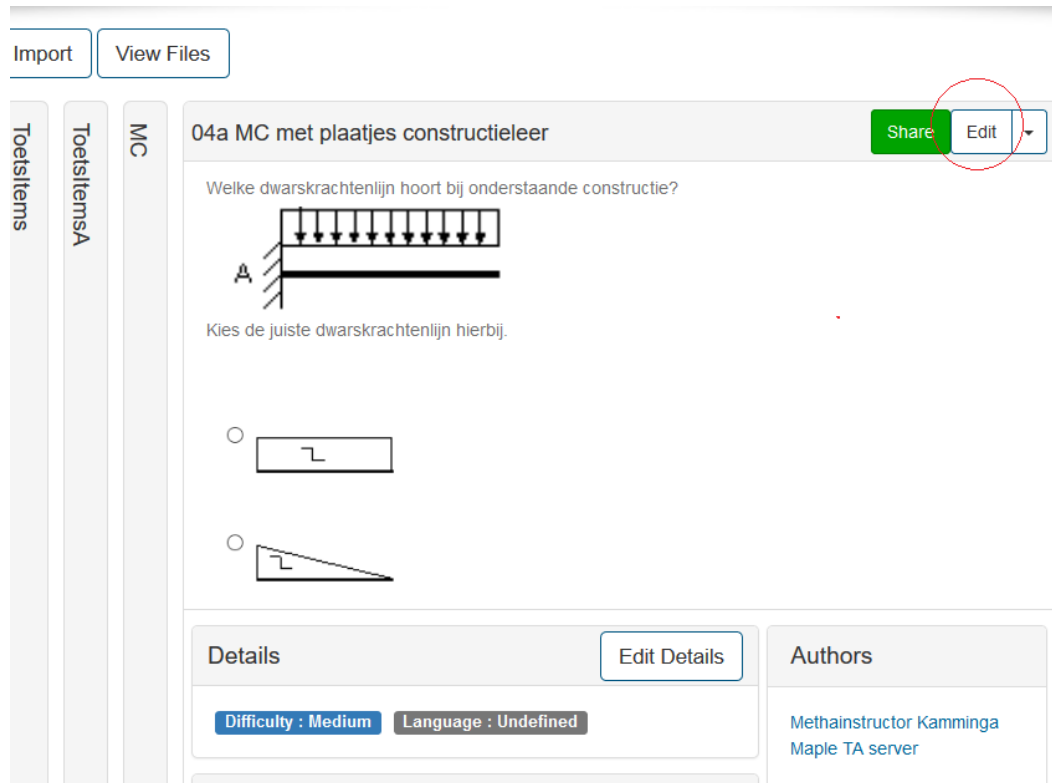 Import
View Files
ToetsItems
ToetsItemsA
MC
04a MC met plaatjes constructieleer
Share
Edit
Welke dwarskrachtenlijn hoort bij onderstaande constructie?
A
Kies de juiste dwarskrachtenlijn hierbij.
Details
Edit Details
Difficulty : Medium
Language : Undefined
Authors
Methainstructor Kamminga
Maple TA server